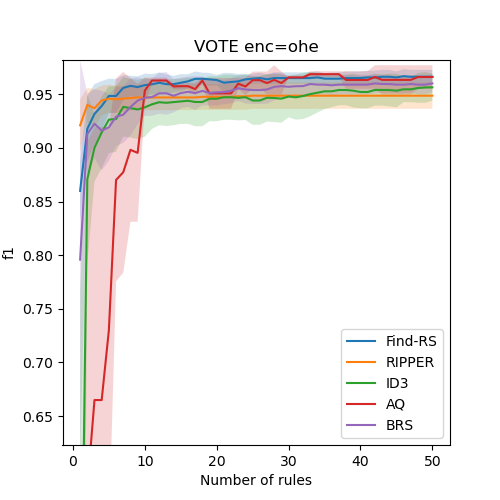 VOTE enc=ohe
0.95
0.90
0.85
0.80
0.75
0.70
0.65
f1
0 10 20 30 40 50
Number of rules
Find-RS
RIPPER
ID3
AQ
BRS